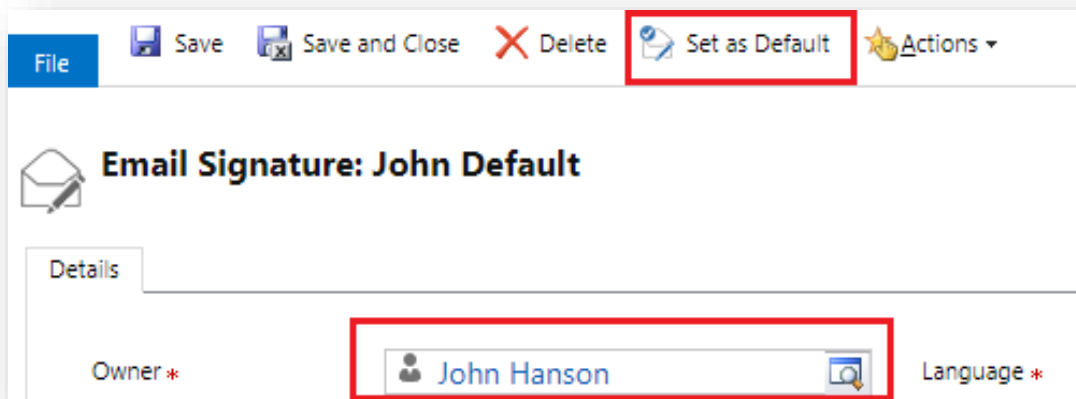 File Save Save and Close Delete Set as Default Actions
Email Signature: John Default
Details
Owner * John Hanson Language *